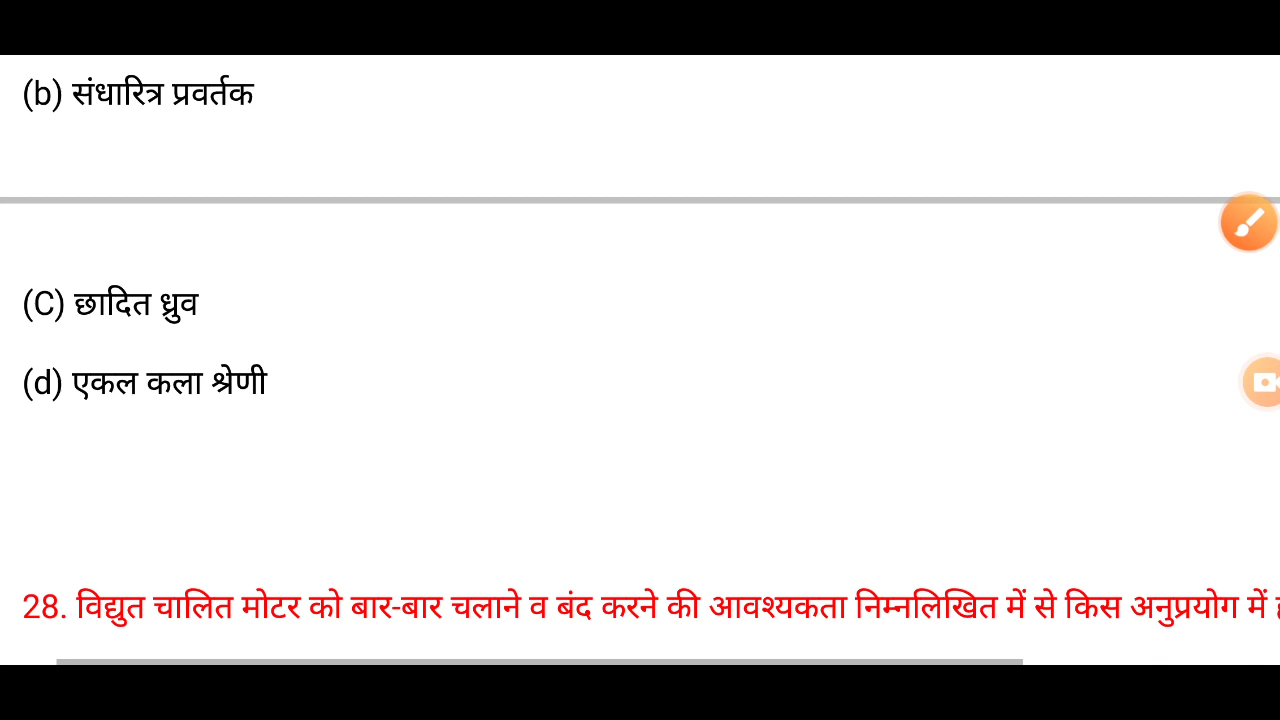 (b) संधारित्र प्रवर्तक
(C) छादित ध्रुव
(d) एकल कला श्रेणी
28. विद्युत चालित मोटर को बार-बार चलाने व बंद करने की आवश्यकता निम्नलिखित में से किस अनुप्रयोग में